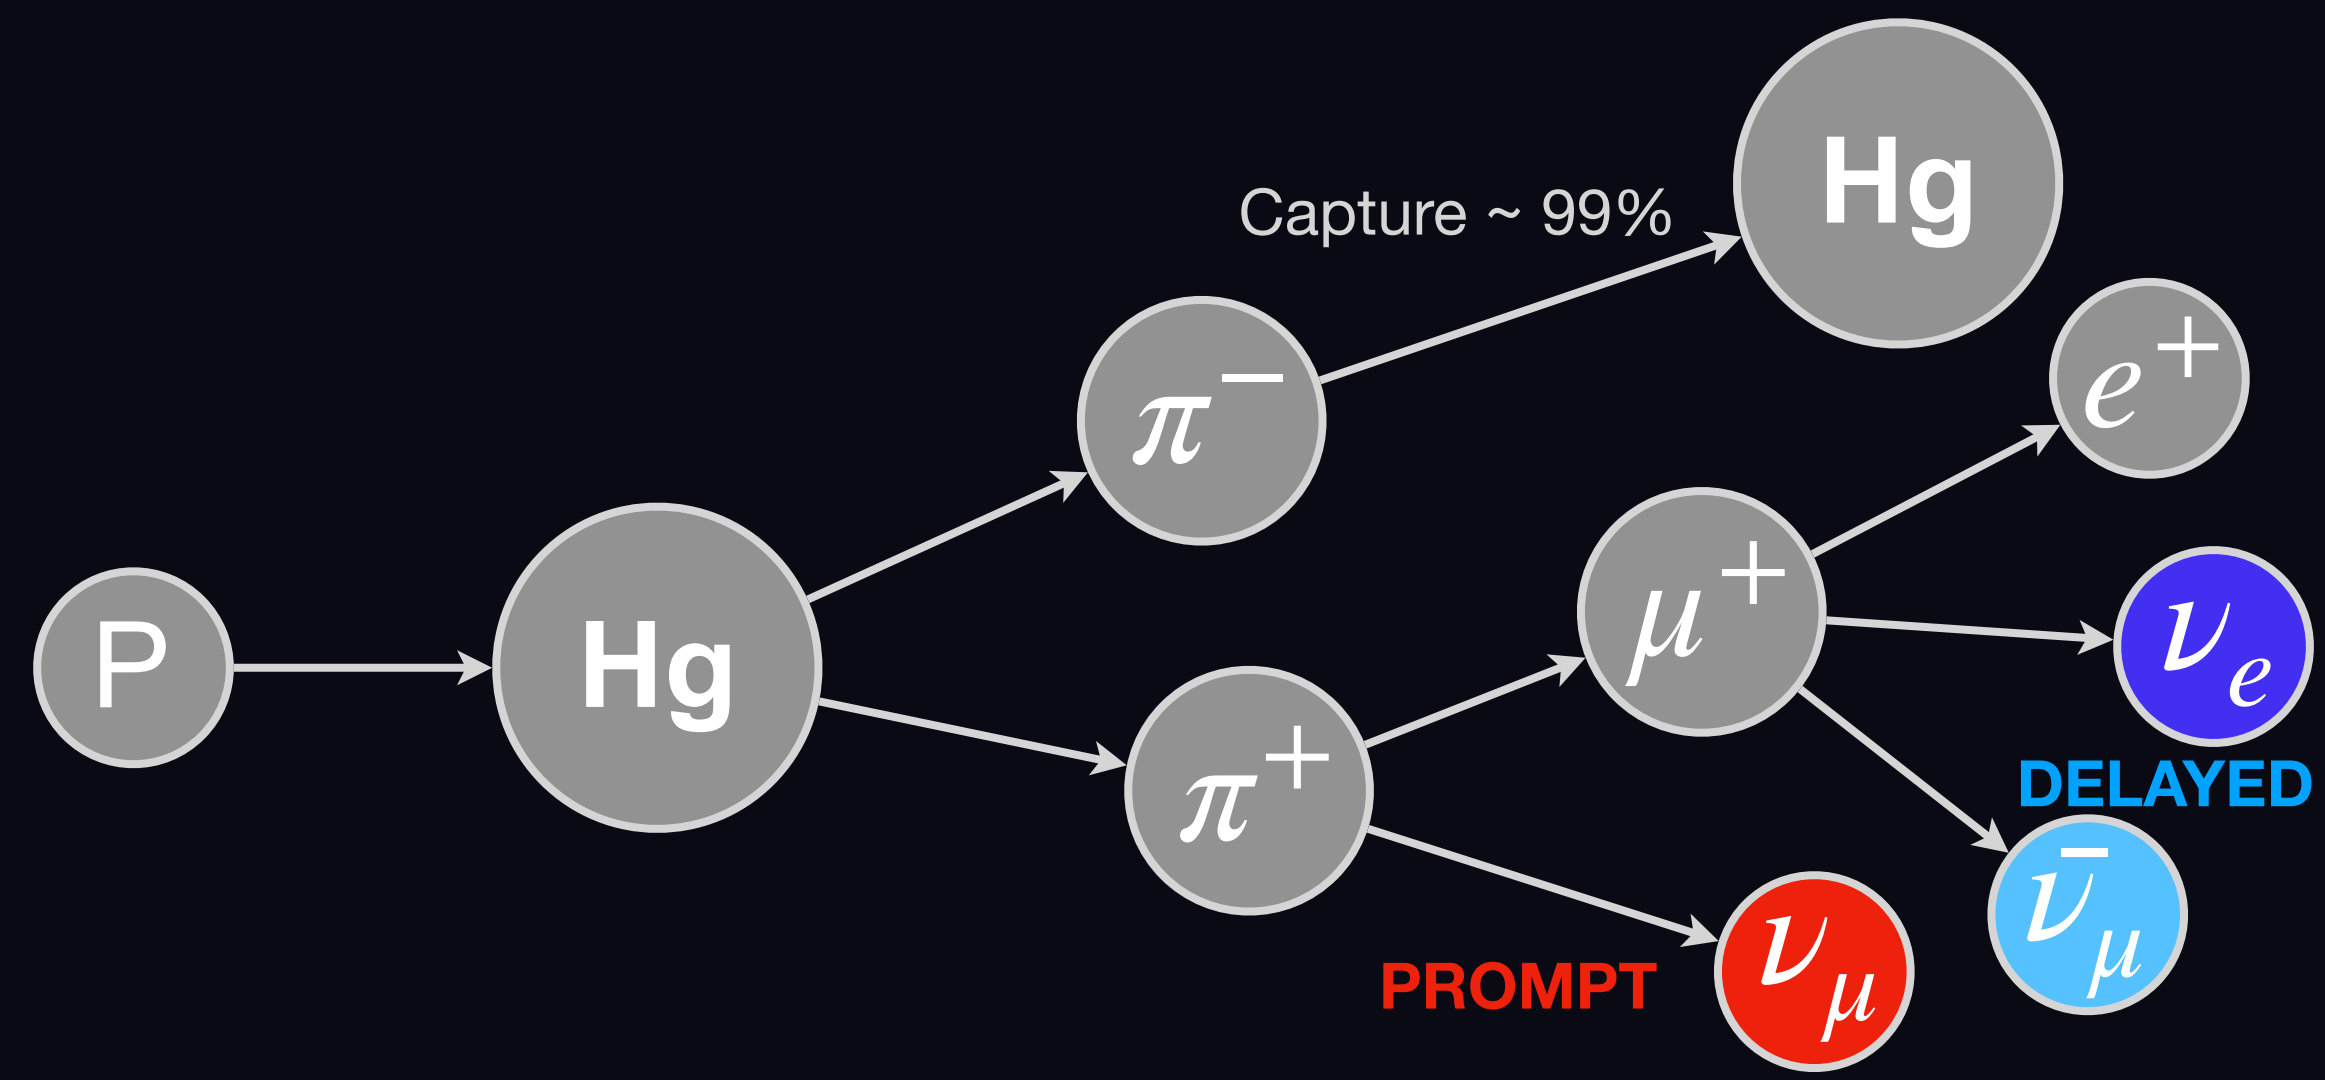 Hg
Capture ~ 99%
e⁺
π⁻
μ⁺
P
Hg
νₑ
π⁺
DELAYED
ν̄_μ
PROMPT
ν_μ